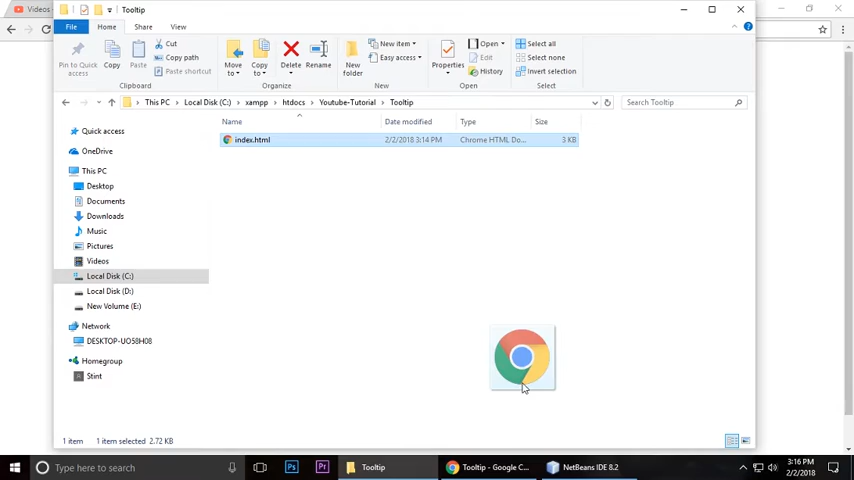 Videos
Tooltip
File
Home
Share
View
Pin to Quick access
Copy
Paste
Cut
Copy path
Paste shortcut
Clipboard
Move to
Copy to
Delete
Rename
Organize
New folder
New item
Easy access
New
Properties
Open
Edit
History
Open
Select all
Select none
Invert selection
Select
This PC › Local Disk (C:) › xampp › htdocs › Youtube-Tutorial › Tooltip
Search Tooltip
Name
Date modified
Type
Size
index.html
2/2/2018 3:14 PM
Chrome HTML Do...
3 KB
Quick access
OneDrive
This PC
Desktop
Documents
Downloads
Music
Pictures
Videos
Local Disk (C:)
Local Disk (D:)
New Volume (E:)
Network
DESKTOP-UO58H08
Homegroup
Stint
1 item
1 item selected 2.72 KB
Type here to search
Ps
Pr
Tooltip
Tooltip - Google C...
NetBeans IDE 8.2
3:16 PM
2/2/2018